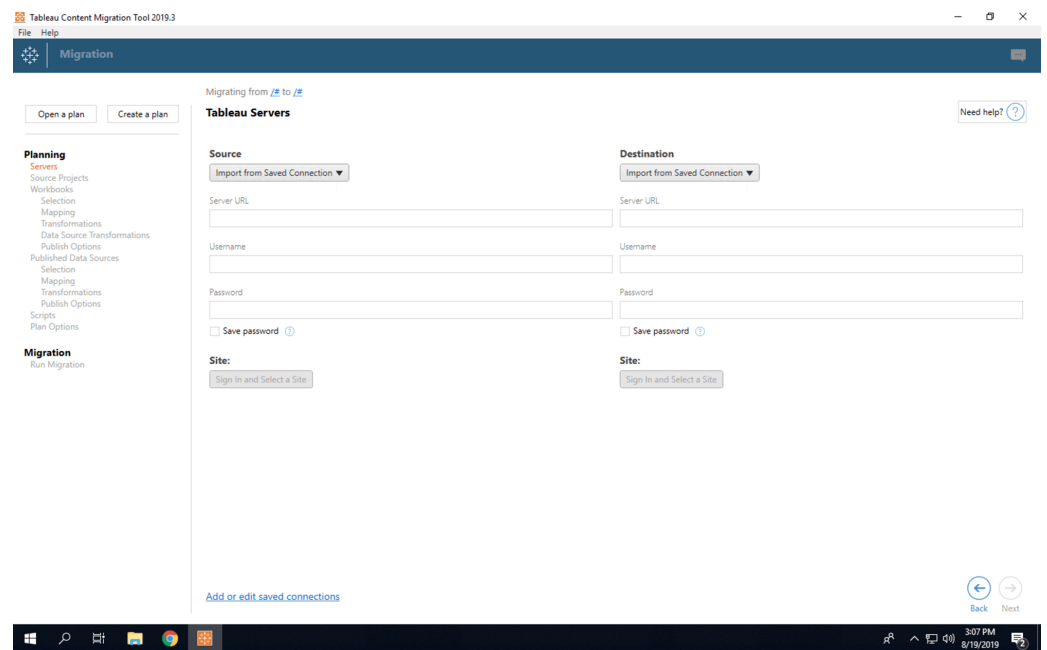 Tableau Content Migration Tool 2019.3
File Help
Migration
Migrating from /# to /#
Open a plan Create a plan
Tableau Servers
Need help? ?
Planning
Servers
Source Projects
Workbooks
Selection
Mapping
Transformations
Data Source Transformations
Publish Options
Published Data Sources
Selection
Mapping
Transformations
Publish Options
Scripts
Plan Options
Migration
Run Migration
Source
Import from Saved Connection ▼
Server URL
Username
Password
Save password ?
Site:
Sign In and Select a Site
Destination
Import from Saved Connection ▼
Server URL
Username
Password
Save password ?
Site:
Sign In and Select a Site
Add or edit saved connections
Back Next
3:07 PM
8/19/2019
2